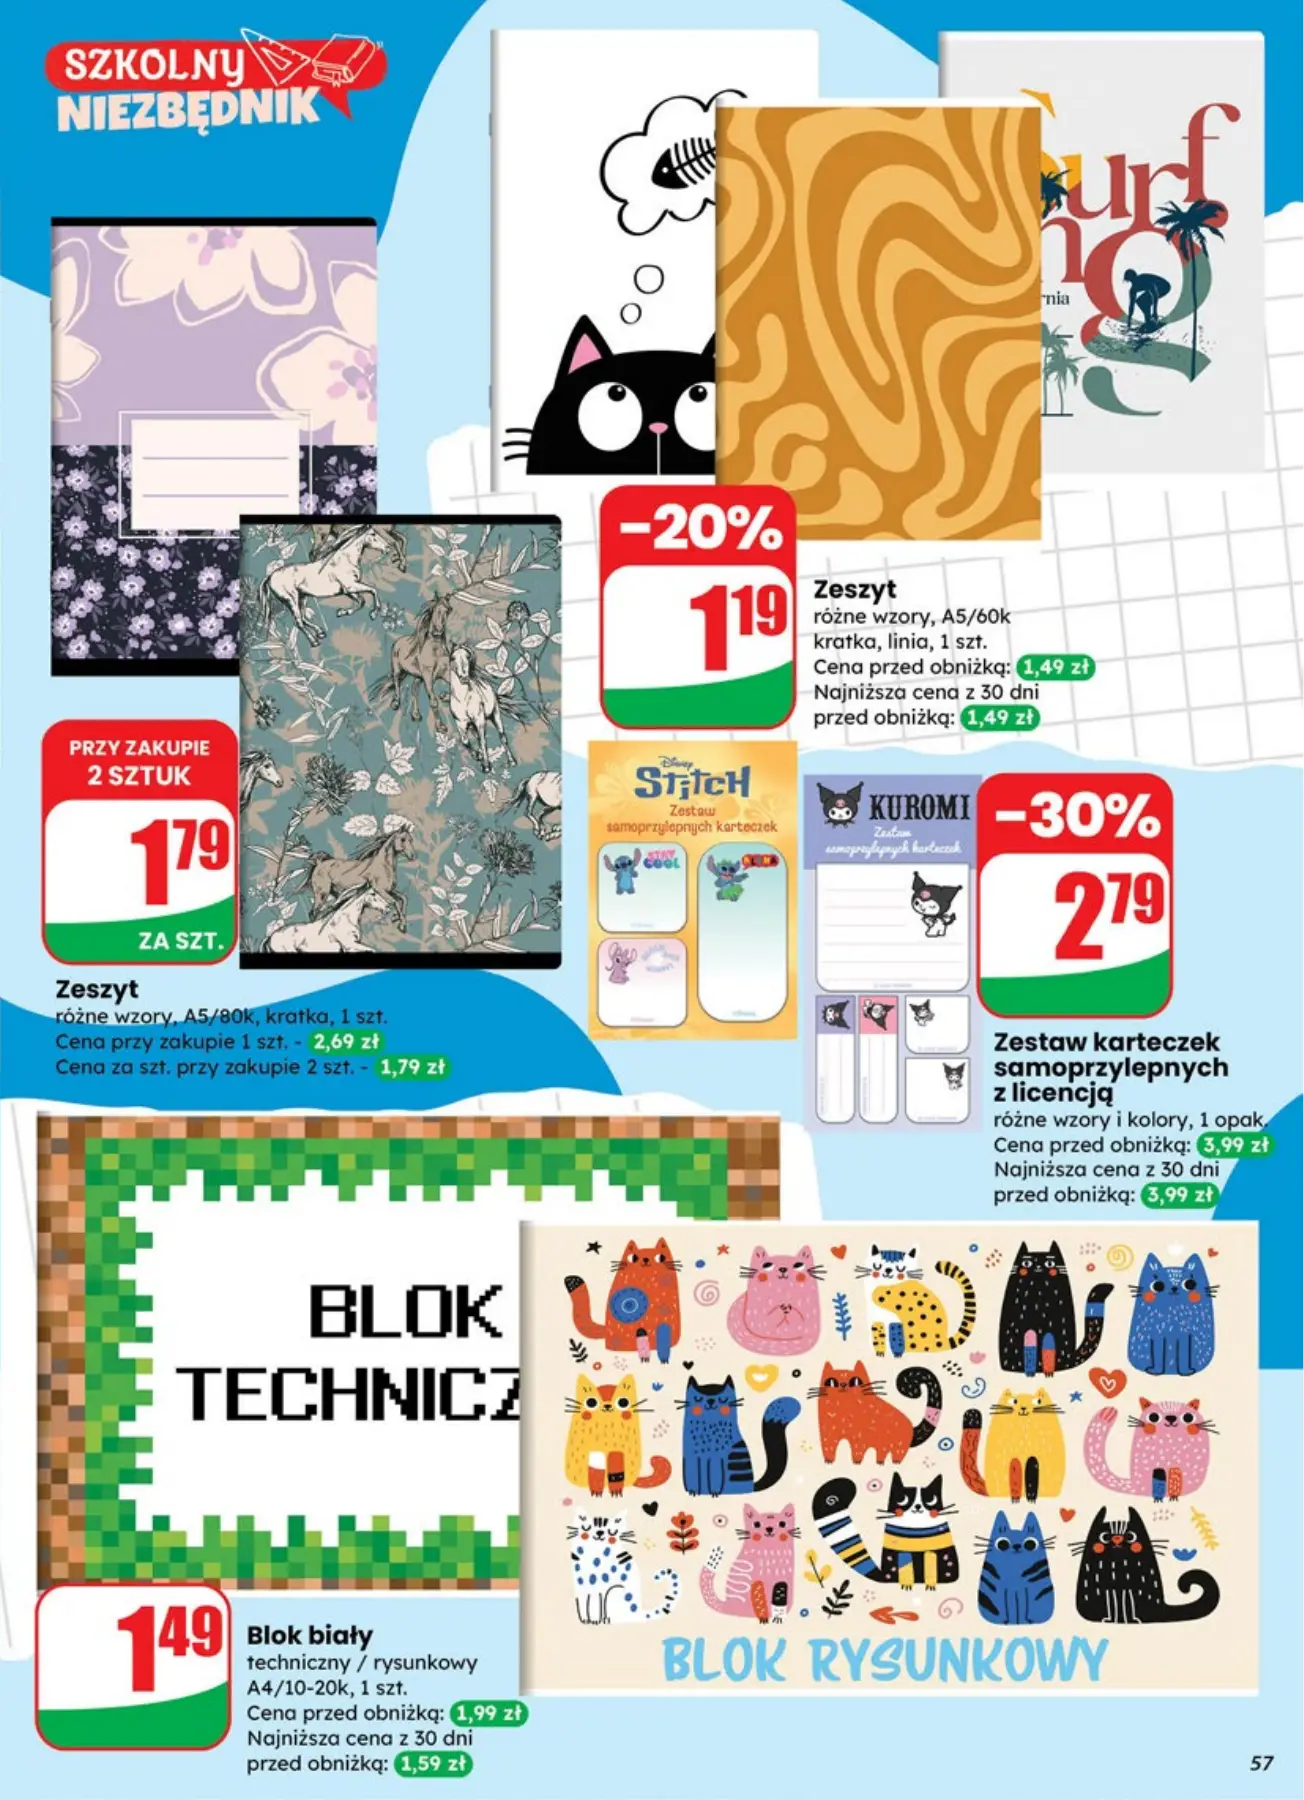 SZKOLNY
NIEZBĘDNIK
urf
ng
rnia
-20%
1 19
Zeszyt
różne wzory, A5/60k
kratka, linia, 1 szt.
Cena przed obniżką: 1,49 zł
Najniższa cena z 30 dni
przed obniżką: 1,49 zł
PRZY ZAKUPIE
2 SZTUK
1 79
ZA SZT.
Zeszyt
różne wzory, A5/80k, kratka, 1 szt.
Cena przy zakupie 1 szt. - 2,69 zł
Cena za szt. przy zakupie 2 szt. - 1,79 zł
Disney
STITCH
Zestaw
samoprzylepnych karteczek
STAY
COOL
KUROMI
Zestaw
samoprzylepnych karteczek
-30%
2 79
Zestaw karteczek
samoprzylepnych
z licencją
różne wzory i kolory, 1 opak.
Cena przed obniżką: 3,99 zł
Najniższa cena z 30 dni
przed obniżką: 3,99 zł
BLOK
TECHNICZ
BLOK RYSUNKOWY
1 49
Blok biały
techniczny / rysunkowy
A4/10-20k, 1 szt.
Cena przed obniżką: 1,99 zł
Najniższa cena z 30 dni
przed obniżką: 1,59 zł
57